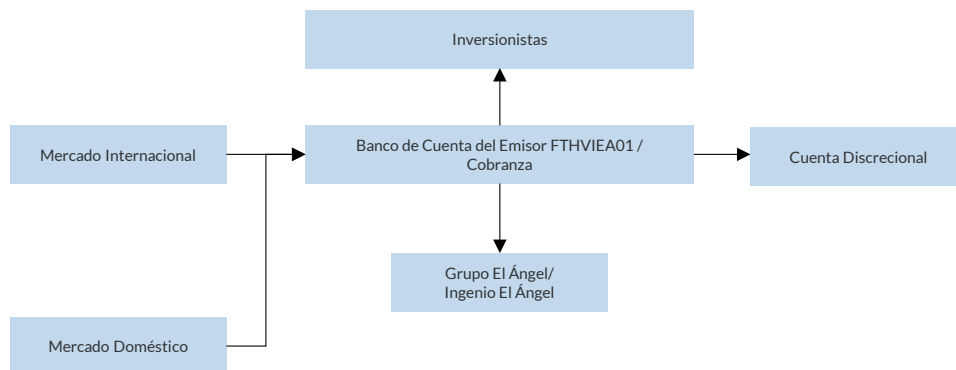 Inversionistas
Mercado Internacional
Banco de Cuenta del Emisor FTHVIEA01 /
Cobranza
Cuenta Discrecional
Grupo El Ángel/
Ingenio El Ángel
Mercado Doméstico